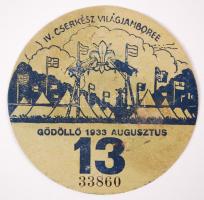 IV. CSERKÉSZ VILÁGJAMBOREE
GÖDÖLLŐ 1933 AUGUSZTUS
13
33860